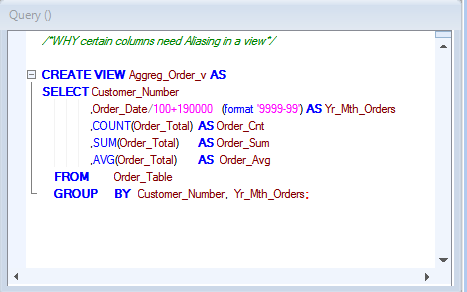 Query ()
/*WHY certain columns need Aliasing in a view*/
CREATE VIEW Aggreg_Order_v AS
SELECT Customer_Number
,Order_Date/100+190000 (format '9999-99') AS Yr_Mth_Orders
,COUNT(Order_Total) AS Order_Cnt
,SUM(Order_Total) AS Order_Sum
,AVG(Order_Total) AS Order_Avg
FROM Order_Table
GROUP BY Customer_Number, Yr_Mth_Orders;